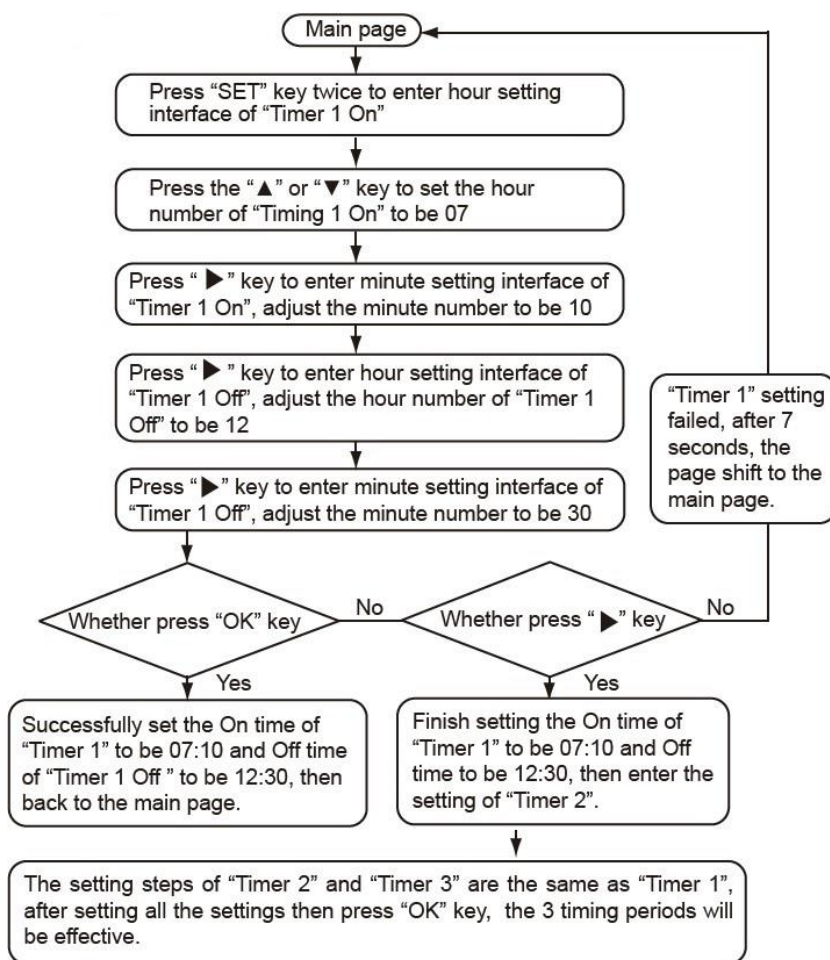 Main page
Press “SET” key twice to enter hour setting
interface of “Timer 1 On”
Press the “▲” or “▼” key to set the hour
number of “Timing 1 On” to be 07
Press “ ▶ ” key to enter minute setting interface of
“Timer 1 On”, adjust the minute number to be 10
Press “ ▶ ” key to enter hour setting interface of
“Timer 1 Off”, adjust the hour number of “Timer 1
Off” to be 12
Press “ ▶ ” key to enter minute setting interface of
“Timer 1 Off”, adjust the minute number to be 30
“Timer 1” setting
failed, after 7
seconds, the
page shift to the
main page.
Whether press “OK” key
No
Whether press “ ▶ ” key
No
Yes
Yes
Successfully set the On time of
“Timer 1” to be 07:10 and Off time
of “Timer 1 Off ” to be 12:30, then
back to the main page.
Finish setting the On time of
“Timer 1” to be 07:10 and Off
time to be 12:30, then enter the
setting of “Timer 2”.
The setting steps of “Timer 2” and “Timer 3” are the same as “Timer 1”,
after setting all the settings then press “OK” key, the 3 timing periods will
be effective.